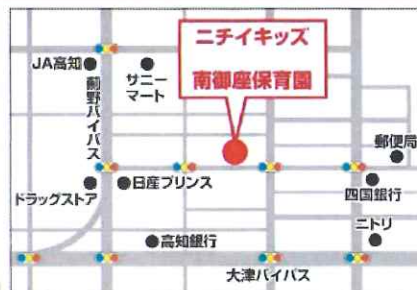 ニチイキッズ
南御座保育園
JA高知
サニー
マート
薊野バイパス
郵便局
ドラッグストア
日産プリンス
四国銀行
ニトリ
高知銀行
大津バイパス